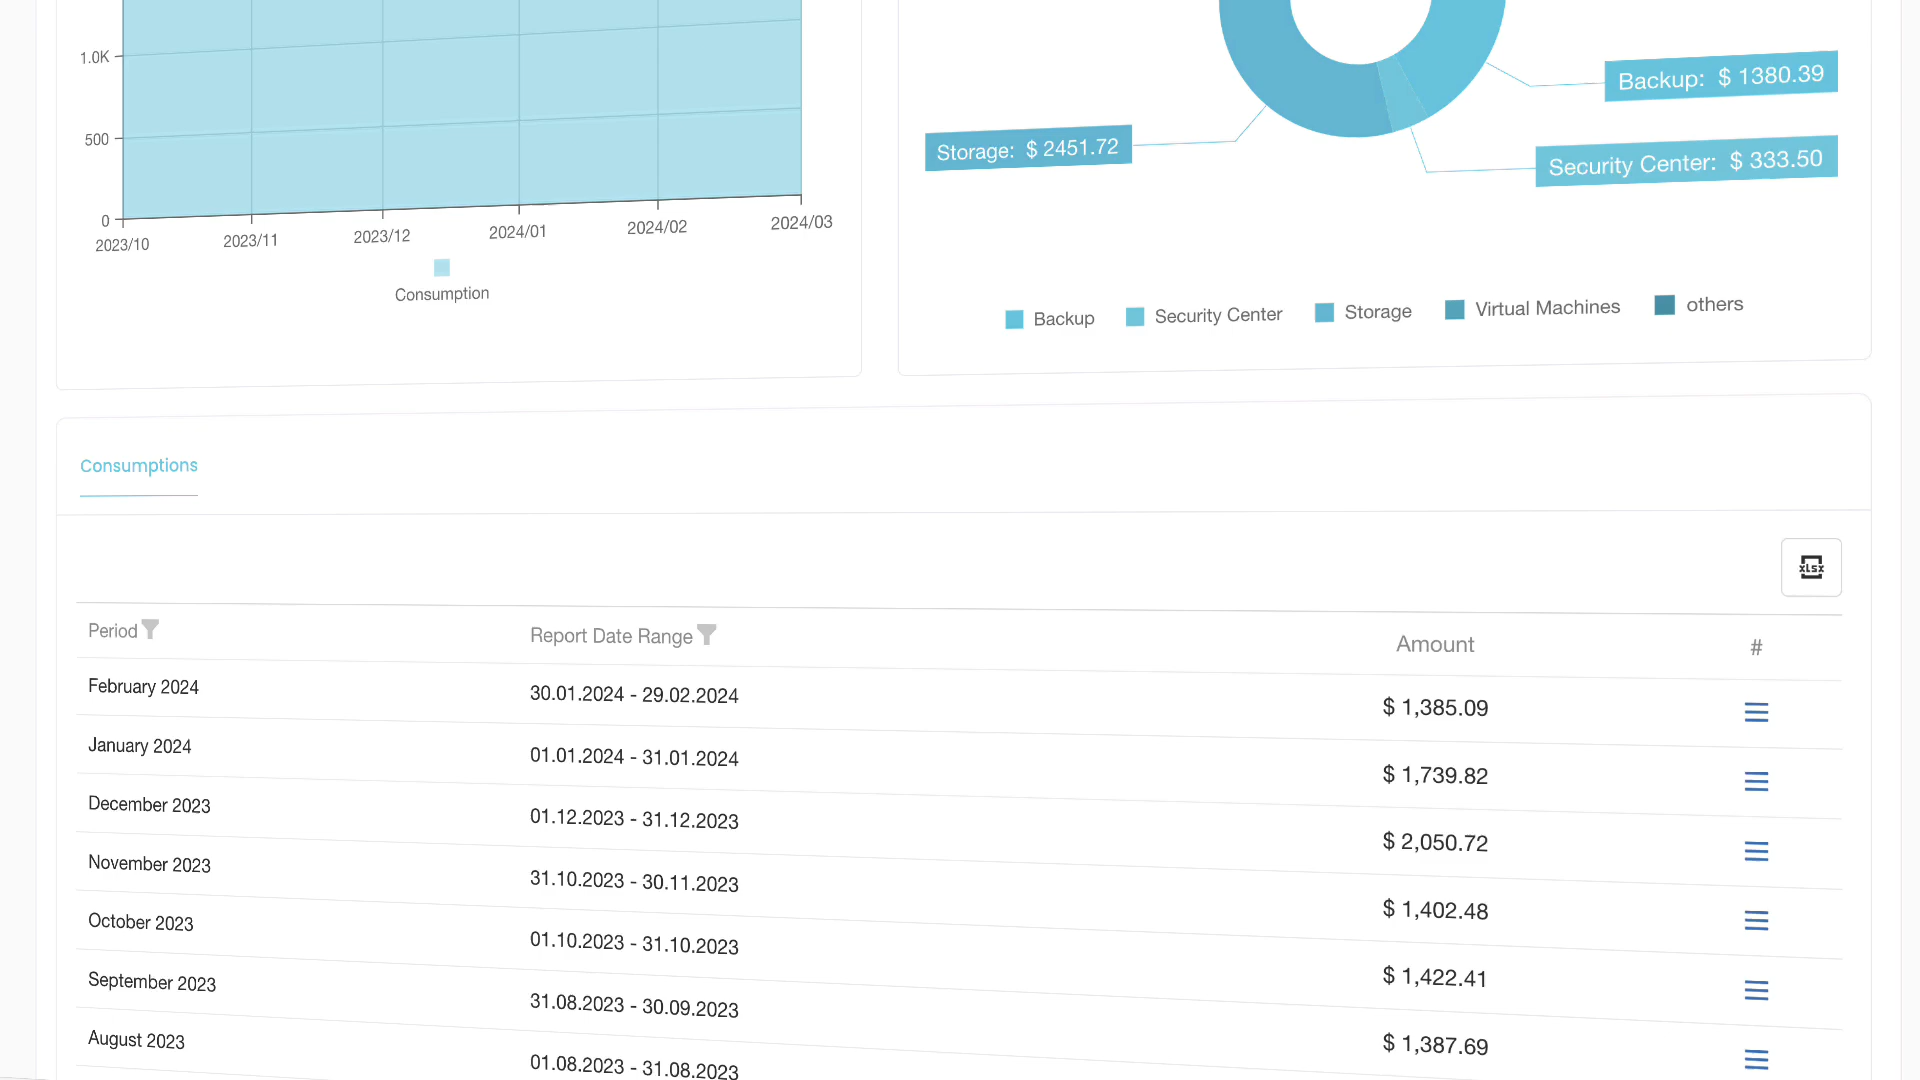 1.0K
500
0
2023/10 2023/11 2023/12 2024/01 2024/02 2024/03
Consumption
Backup: $ 1380.39
Storage: $ 2451.72
Security Center: $ 333.50
Backup Security Center Storage Virtual Machines others
Consumptions
XLSX
Period Report Date Range Amount #
February 2024 30.01.2024 - 29.02.2024 $ 1,385.09
January 2024 01.01.2024 - 31.01.2024 $ 1,739.82
December 2023 01.12.2023 - 31.12.2023 $ 2,050.72
November 2023 31.10.2023 - 30.11.2023 $ 1,402.48
October 2023 01.10.2023 - 31.10.2023 $ 1,422.41
September 2023 31.08.2023 - 30.09.2023 $ 1,387.69
August 2023 01.08.2023 - 31.08.2023